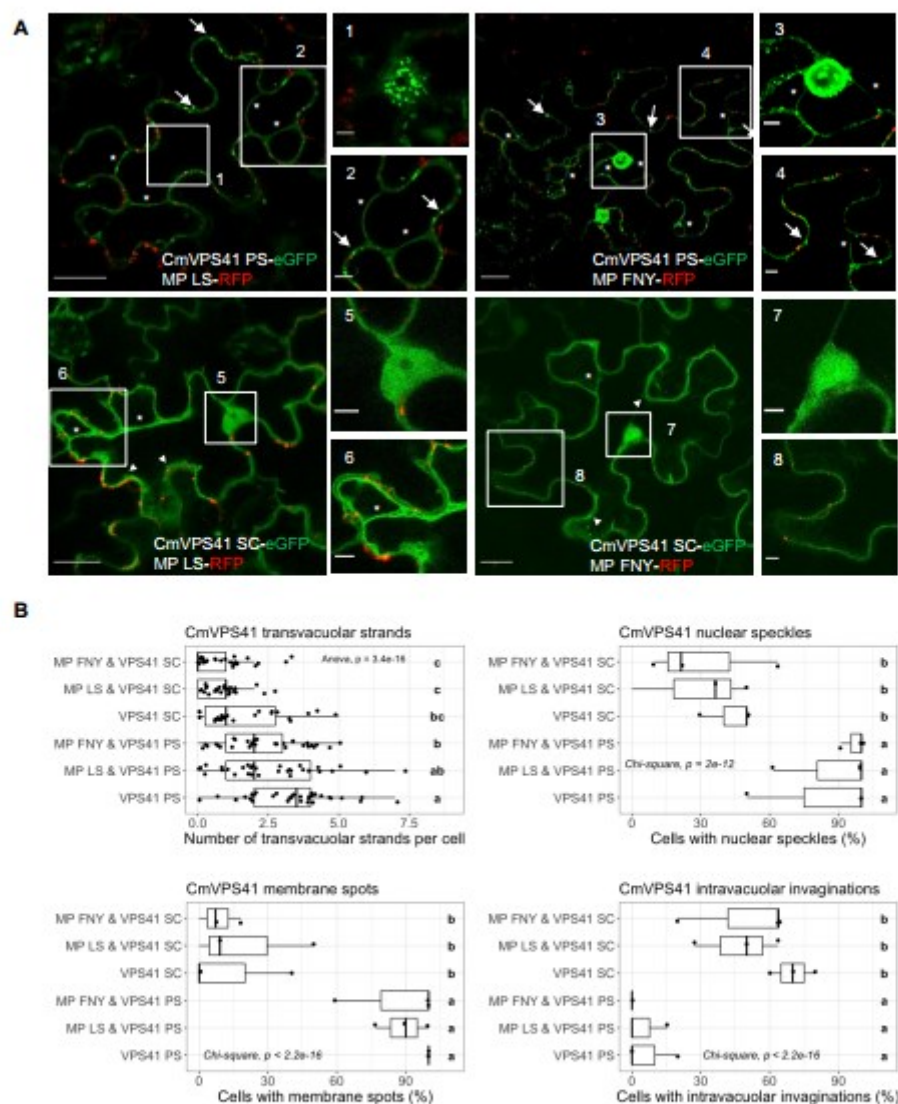 A
1
2
3
4
2
1
3
4
CmVPS41 PS-eGFP
MP LS-RFP
CmVPS41 PS-eGFP
MP FNY-RFP
5
6
7
8
6
5
7
8
CmVPS41 SC-eGFP
MP LS-RFP
CmVPS41 SC-eGFP
MP FNY-RFP
B
CmVPS41 transvacuolar strands
MP FNY & VPS41 SC
MP LS & VPS41 SC
VPS41 SC
MP FNY & VPS41 PS
MP LS & VPS41 PS
VPS41 PS
Anova, p = 3.4e-16
c
c
bc
b
ab
a
0.0 2.5 5.0 7.5
Number of transvacuolar strands per cell
CmVPS41 nuclear speckles
MP FNY & VPS41 SC
MP LS & VPS41 SC
VPS41 SC
MP FNY & VPS41 PS
MP LS & VPS41 PS
VPS41 PS
Chi-square, p = 2e-12
b
b
b
a
a
a
0 30 60 90
Cells with nuclear speckles (%)
CmVPS41 membrane spots
MP FNY & VPS41 SC
MP LS & VPS41 SC
VPS41 SC
MP FNY & VPS41 PS
MP LS & VPS41 PS
VPS41 PS
Chi-square, p < 2.2e-16
b
b
b
a
a
a
0 30 60 90
Cells with membrane spots (%)
CmVPS41 intravacuolar invaginations
MP FNY & VPS41 SC
MP LS & VPS41 SC
VPS41 SC
MP FNY & VPS41 PS
MP LS & VPS41 PS
VPS41 PS
Chi-square, p < 2.2e-16
b
b
b
a
a
a
0 30 60 90
Cells with intravacuolar invaginations (%)